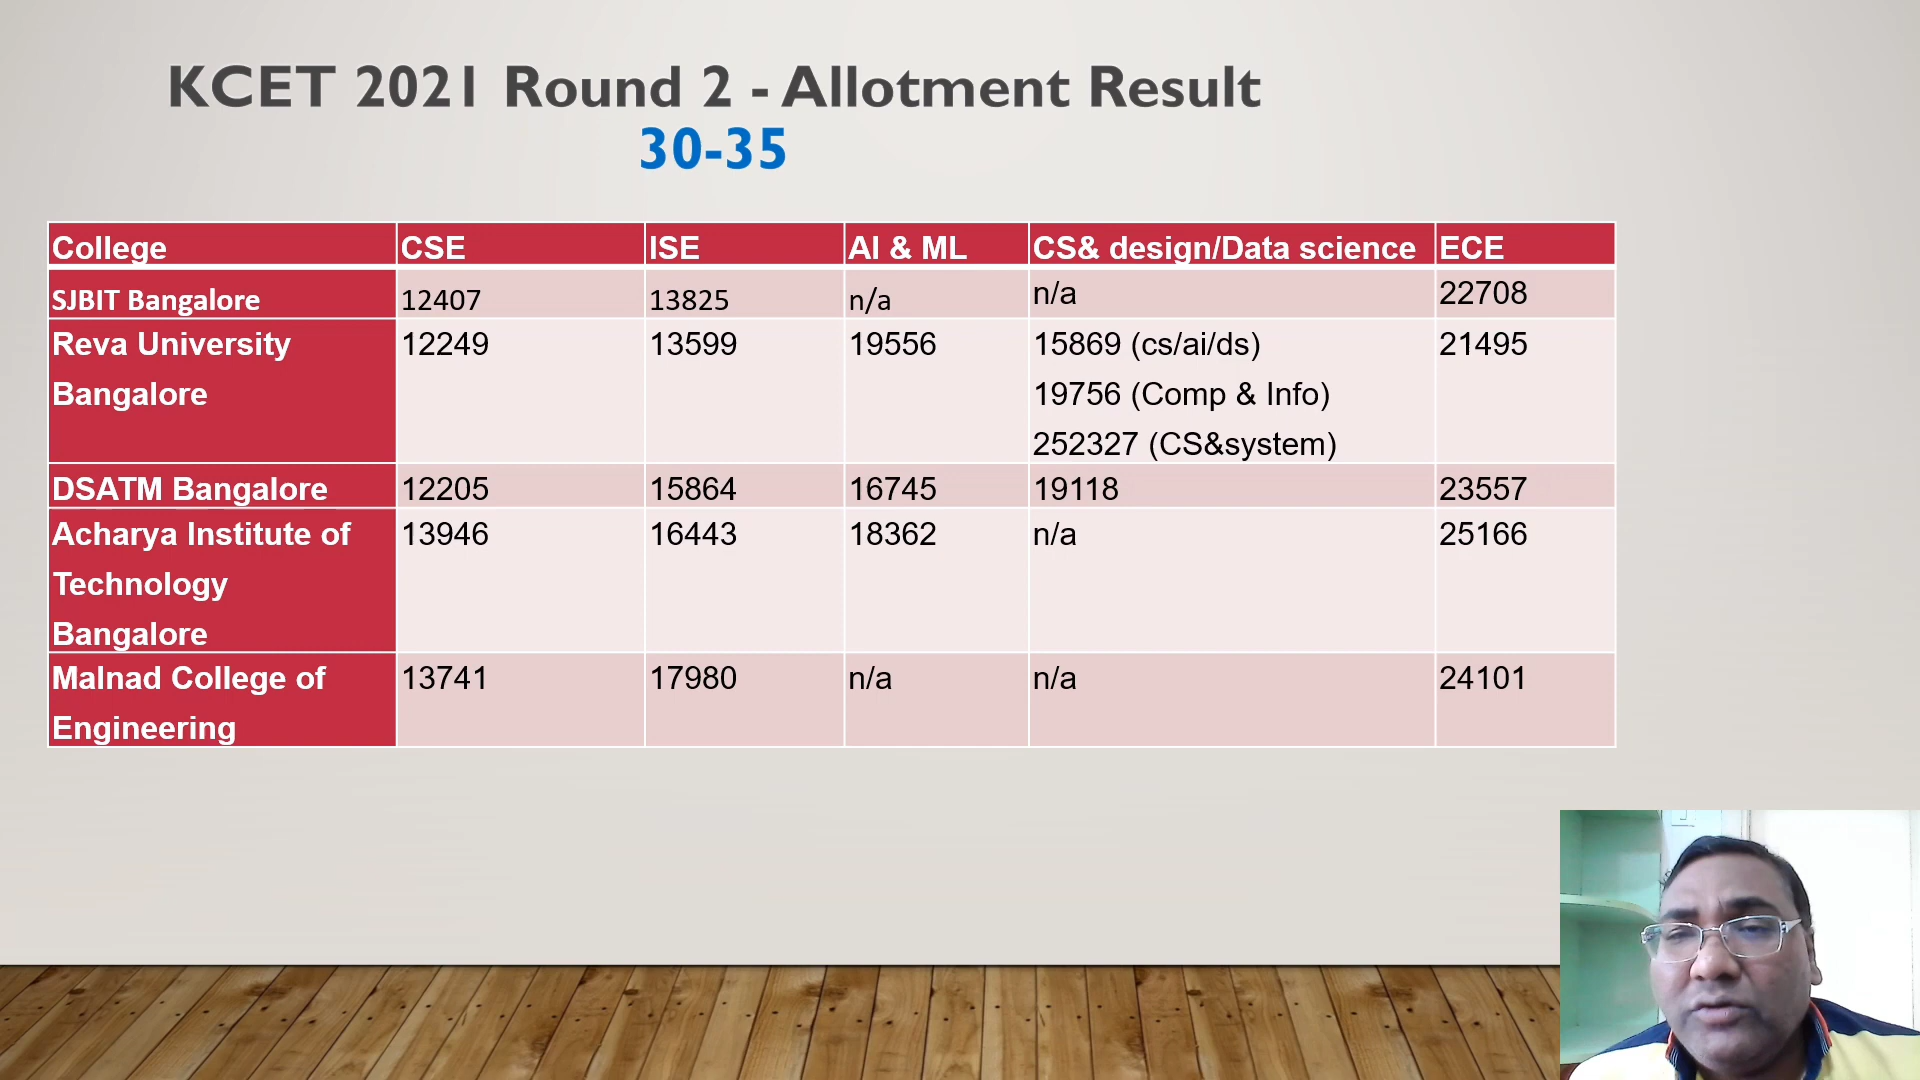 KCET 2021 Round 2 - Allotment Result
30-35
College CSE ISE AI & ML CS& design/Data science ECE
SJBIT Bangalore 12407 13825 n/a n/a 22708
Reva University 12249 13599 19556 15869 (cs/ai/ds) 21495
Bangalore 19756 (Comp & Info)
252327 (CS&system)
DSATM Bangalore 12205 15864 16745 19118 23557
Acharya Institute of 13946 16443 18362 n/a 25166
Technology
Bangalore
Malnad College of 13741 17980 n/a n/a 24101
Engineering